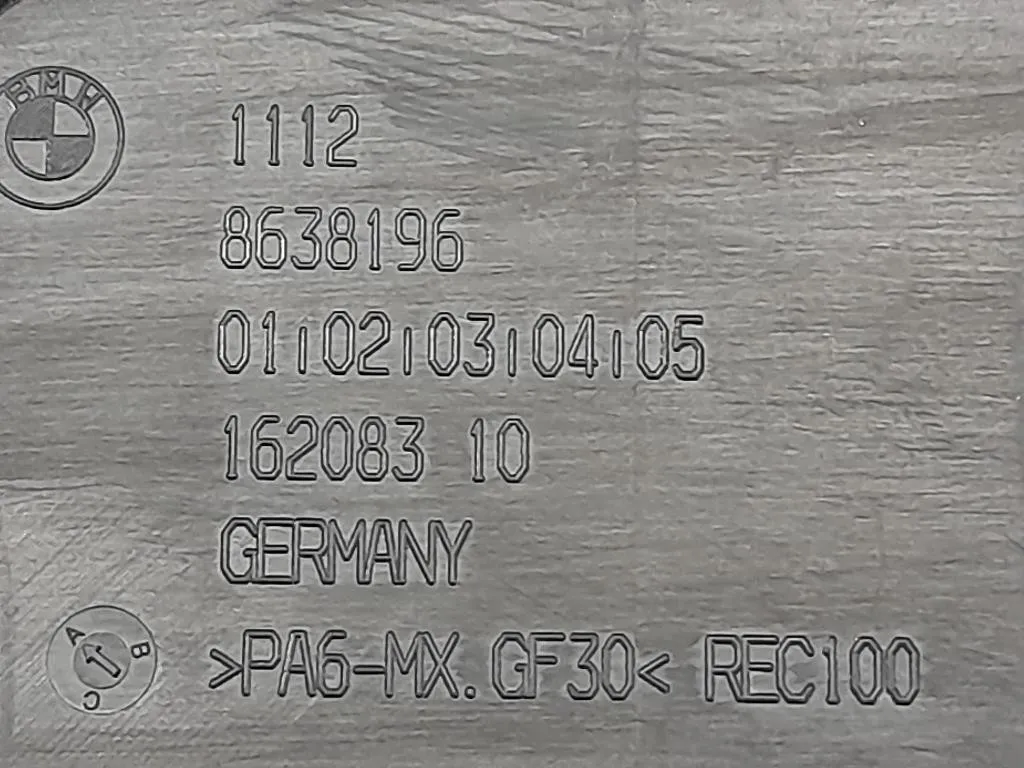 BMW
1112
8638196
01|02|03|04|05
162083 10
GERMANY
A B C
>PA6-MX.GF30< REC100